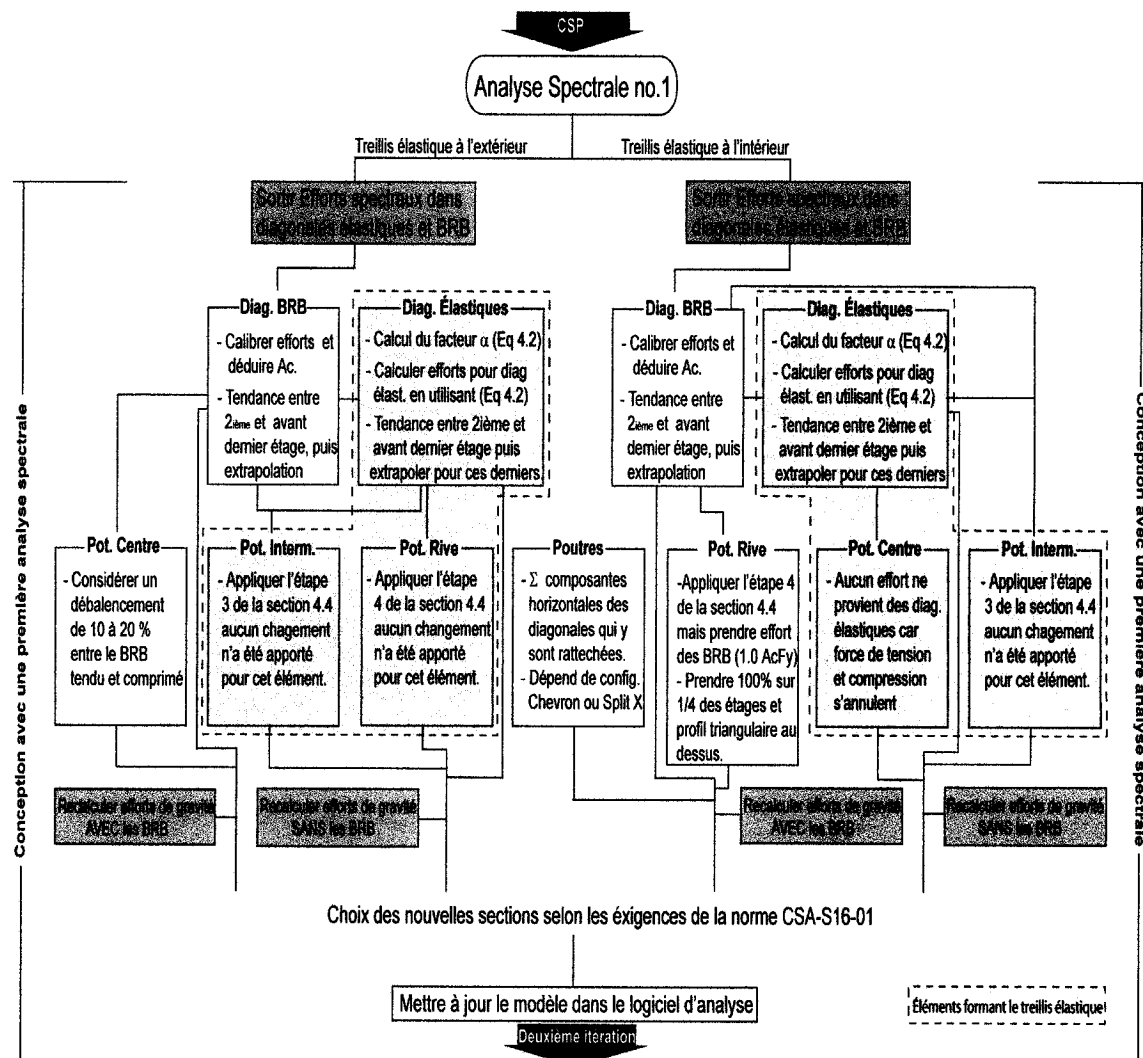 CSP
Analyse Spectrale no.1
Treillis élastique à l'extérieur
Treillis élastique à l'intérieur
Sortir Efforts spectraux dans
diagonales élastiques et BRB
Sortir Efforts spectraux dans
diagonales élastiques et BRB
Diag. BRB
- Calibrer efforts et
déduire Ac.
- Tendance entre
2ième et avant
dernier étage, puis
extrapolation
Diag. Élastiques
- Calcul du facteur α (Eq 4.2)
- Calculer efforts pour diag
élast. en utilisant (Eq 4.2)
- Tendance entre 2ième et
avant dernier étage puis
extrapoler pour ces derniers.
Diag. BRB
- Calibrer efforts et
déduire Ac.
- Tendance entre
2ième et avant
dernier étage, puis
extrapolation
Diag. Élastiques
- Calcul du facteur α (Eq 4.2)
- Calculer efforts pour diag
élast. en utilisant (Eq 4.2)
- Tendance entre 2ième et
avant dernier étage puis
extrapoler pour ces derniers
Pot. Centre
- Considérer un
débalencement
de 10 à 20 %
entre le BRB
tendu et comprimé
Pot. Interm.
- Appliquer l'étape
3 de la section 4.4
aucun chagement
n'a été apporté
pour cet élément.
Pot. Rive
- Appliquer l'étape
4 de la section 4.4
aucun changement
n'a été apporté
pour cet élément.
Poutres
- Σ composantes
horizontales des
diagonales qui y
sont rattechées.
- Dépend de config.
Chevron ou Split X
Pot. Rive
-Appliquer l'étape 4
de la section 4.4
mais prendre effort
des BRB (1.0 AcFy)
- Prendre 100% sur
1/4 des étages et
profil triangulaire au
dessus.
Pot. Centre
- Aucun effort ne
provient des diag.
élastiques car
force de tension
et compression
s'annulent
Pot. Interm.
- Appliquer l'étape
3 de la section 4.4
aucun chagement
n'a été apporté
pour cet élément.
Recalculer efforts de gravité
AVEC les BRB
Recalculer efforts de gravité
SANS les BRB
Recalculer efforts de gravité
AVEC les BRB
Recalculer efforts de gravité
SANS les BRB
Choix des nouvelles sections selon les éxigences de la norme CSA-S16-01
Mettre à jour le modèle dans le logiciel d'analyse
Deuxième itération
Éléments formant le treillis élastique
Conception avec une première analyse spectrale
Conception avec une première analyse spectrale